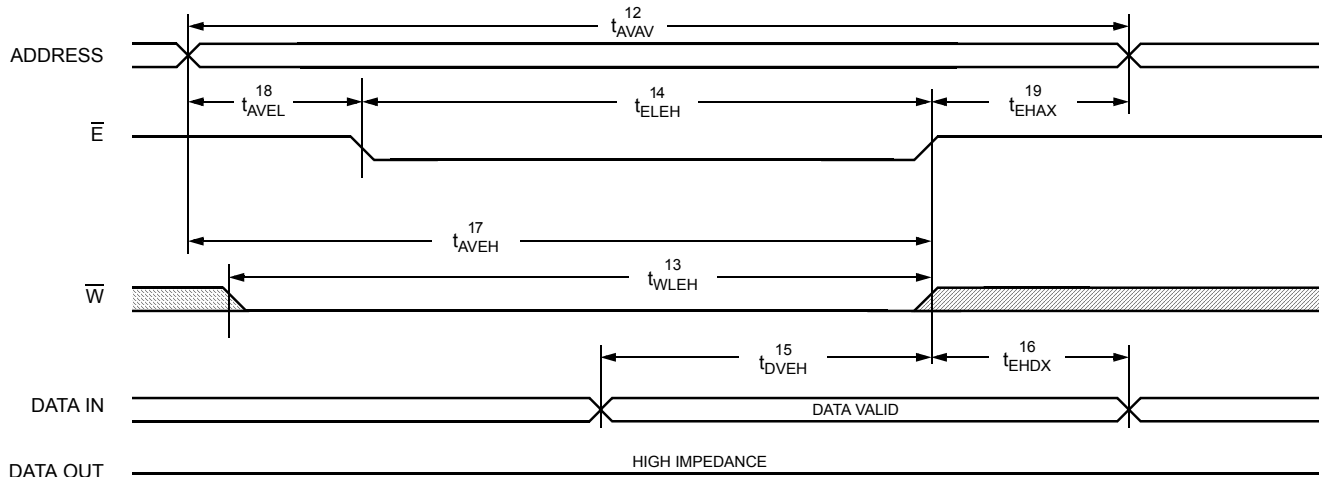 12
tAVAV
ADDRESS
18
tAVEL
14
tELEH
19
tEHAX
E̅
17
tAVEH
13
tWLEH
W̅
15
tDVEH
16
tEHDX
DATA IN
DATA VALID
HIGH IMPEDANCE
DATA OUT